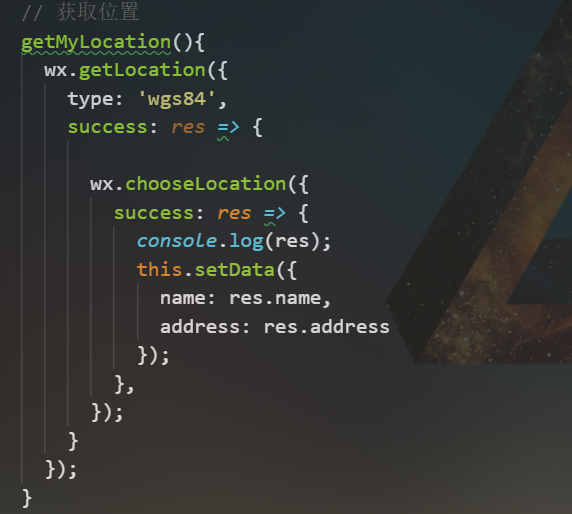 // 获取位置
getMyLocation(){
wx.getLocation({
type: 'wgs84',
success: res => {
wx.chooseLocation({
success: res => {
console.log(res);
this.setData({
name: res.name,
address: res.address
});
},
});
}
});
}